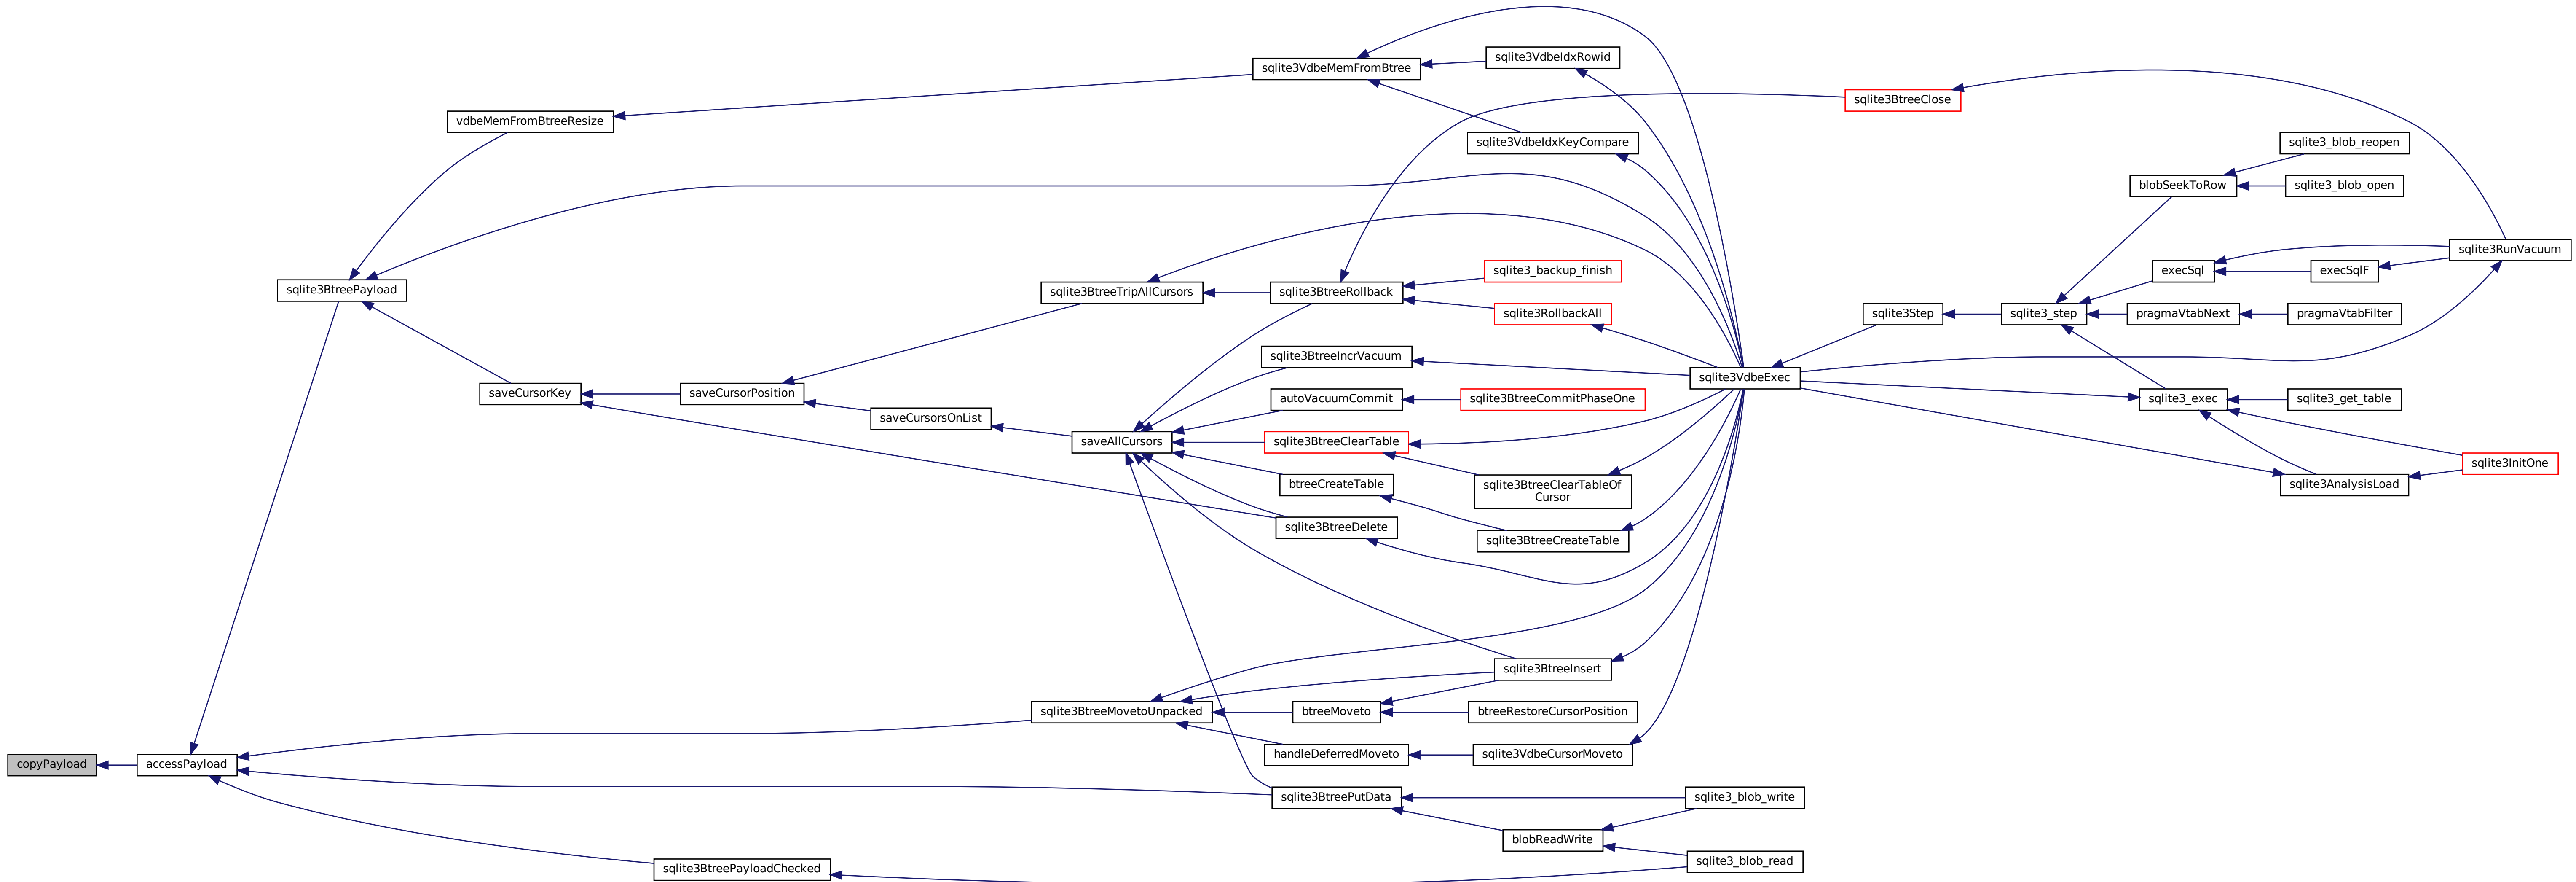 copyPayload
accessPayload
sqlite3BtreePayload
vdbeMemFromBtreeResize
sqlite3VdbeMemFromBtree
sqlite3VdbeIdxRowid
sqlite3VdbeIdxKeyCompare
saveCursorKey
saveCursorPosition
saveCursorsOnList
sqlite3BtreeTripAllCursors
saveAllCursors
sqlite3BtreeRollback
sqlite3_backup_finish
sqlite3RollbackAll
sqlite3BtreeClose
sqlite3BtreeIncrVacuum
autoVacuumCommit
sqlite3BtreeCommitPhaseOne
sqlite3BtreeClearTable
sqlite3BtreeClearTableOf
Cursor
btreeCreateTable
sqlite3BtreeCreateTable
sqlite3BtreeDelete
sqlite3BtreeInsert
sqlite3BtreeMovetoUnpacked
btreeMoveto
btreeRestoreCursorPosition
handleDeferredMoveto
sqlite3VdbeCursorMoveto
sqlite3BtreePutData
sqlite3_blob_write
blobReadWrite
sqlite3_blob_read
sqlite3BtreePayloadChecked
sqlite3VdbeExec
sqlite3Step
sqlite3_step
blobSeekToRow
sqlite3_blob_reopen
sqlite3_blob_open
execSql
execSqlF
sqlite3RunVacuum
pragmaVtabNext
pragmaVtabFilter
sqlite3_exec
sqlite3_get_table
sqlite3AnalysisLoad
sqlite3InitOne